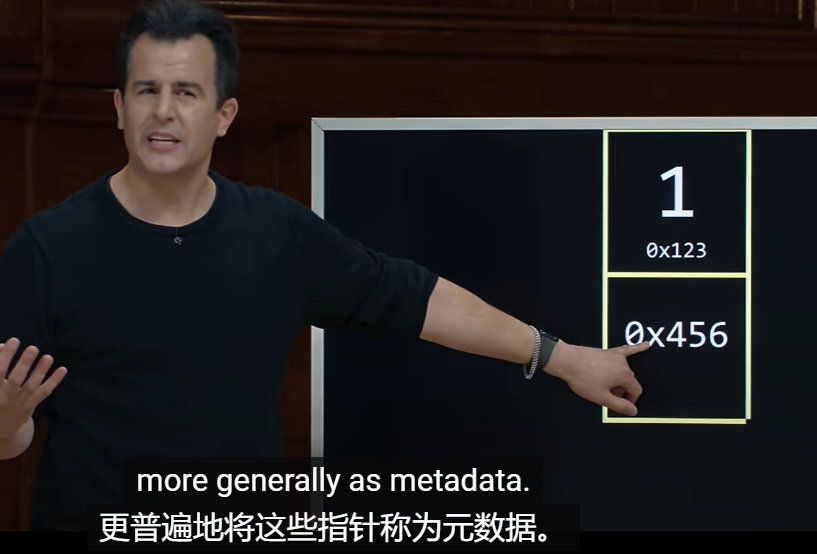 1
0x123
0x456
more generally as metadata.
更普遍地将这些指针称为元数据。